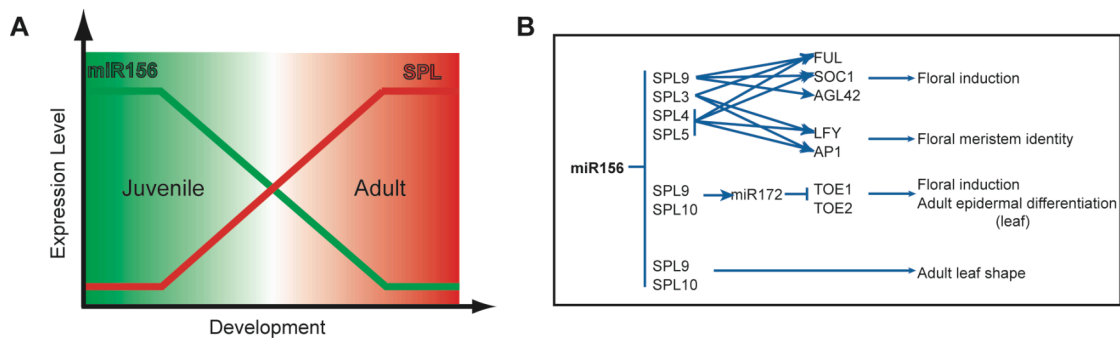 A
miR156
SPL
Juvenile
Adult
Expression Level
Development
B
miR156
SPL9
SPL3
SPL4
SPL5
FUL
SOC1
AGL42
LFY
AP1
Floral induction
Floral meristem identity
SPL9
SPL10
miR172
TOE1
TOE2
Floral induction
Adult epidermal differentiation
(leaf)
SPL9
SPL10
Adult leaf shape